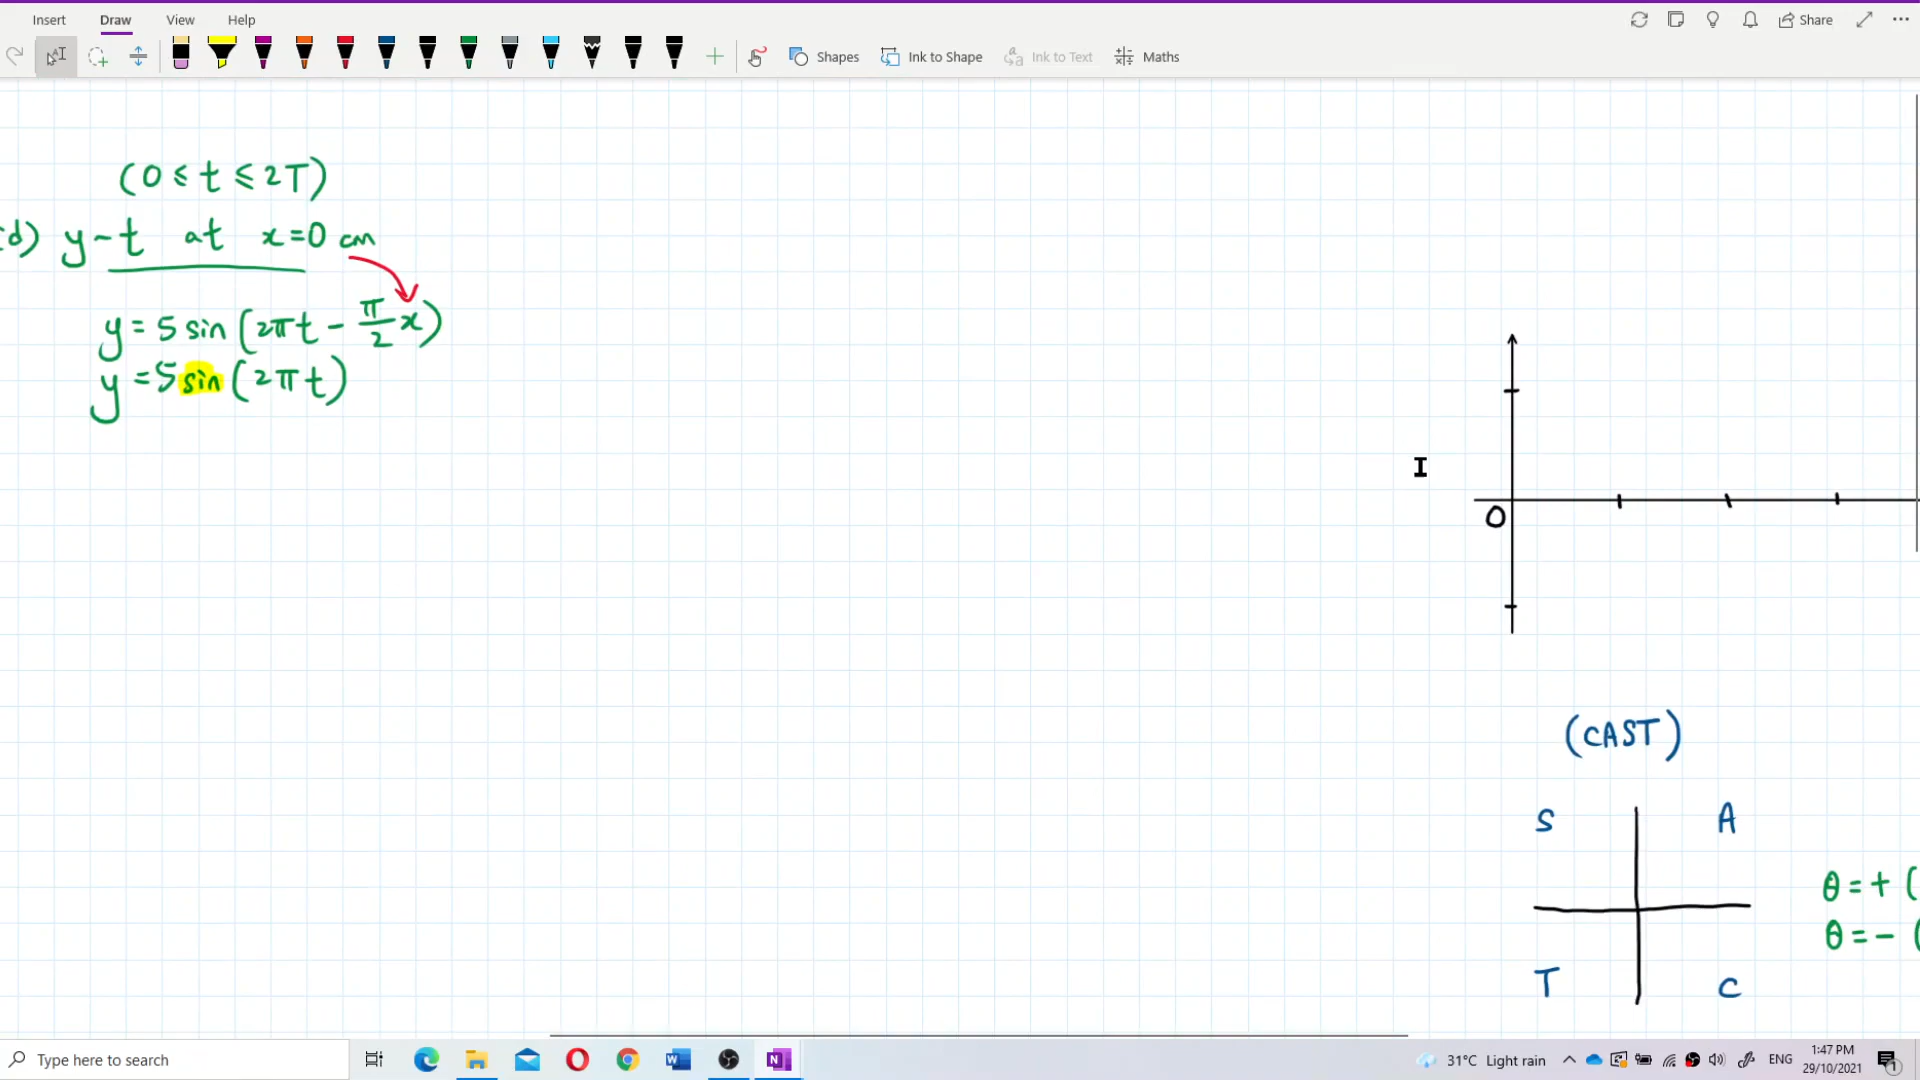 Insert Draw View Help
Share
Shapes Ink to Shape Ink to Text Maths
(0 ≤ t ≤ 2T)
d) y-t at x=0 cm
y = 5 sin (2πt - π/2 x)
y = 5 sin (2πt)
O
(CAST)
S A
θ = + (
θ = - (
T C
Type here to search
31°C Light rain
ENG
1:47 PM
29/10/2021
1